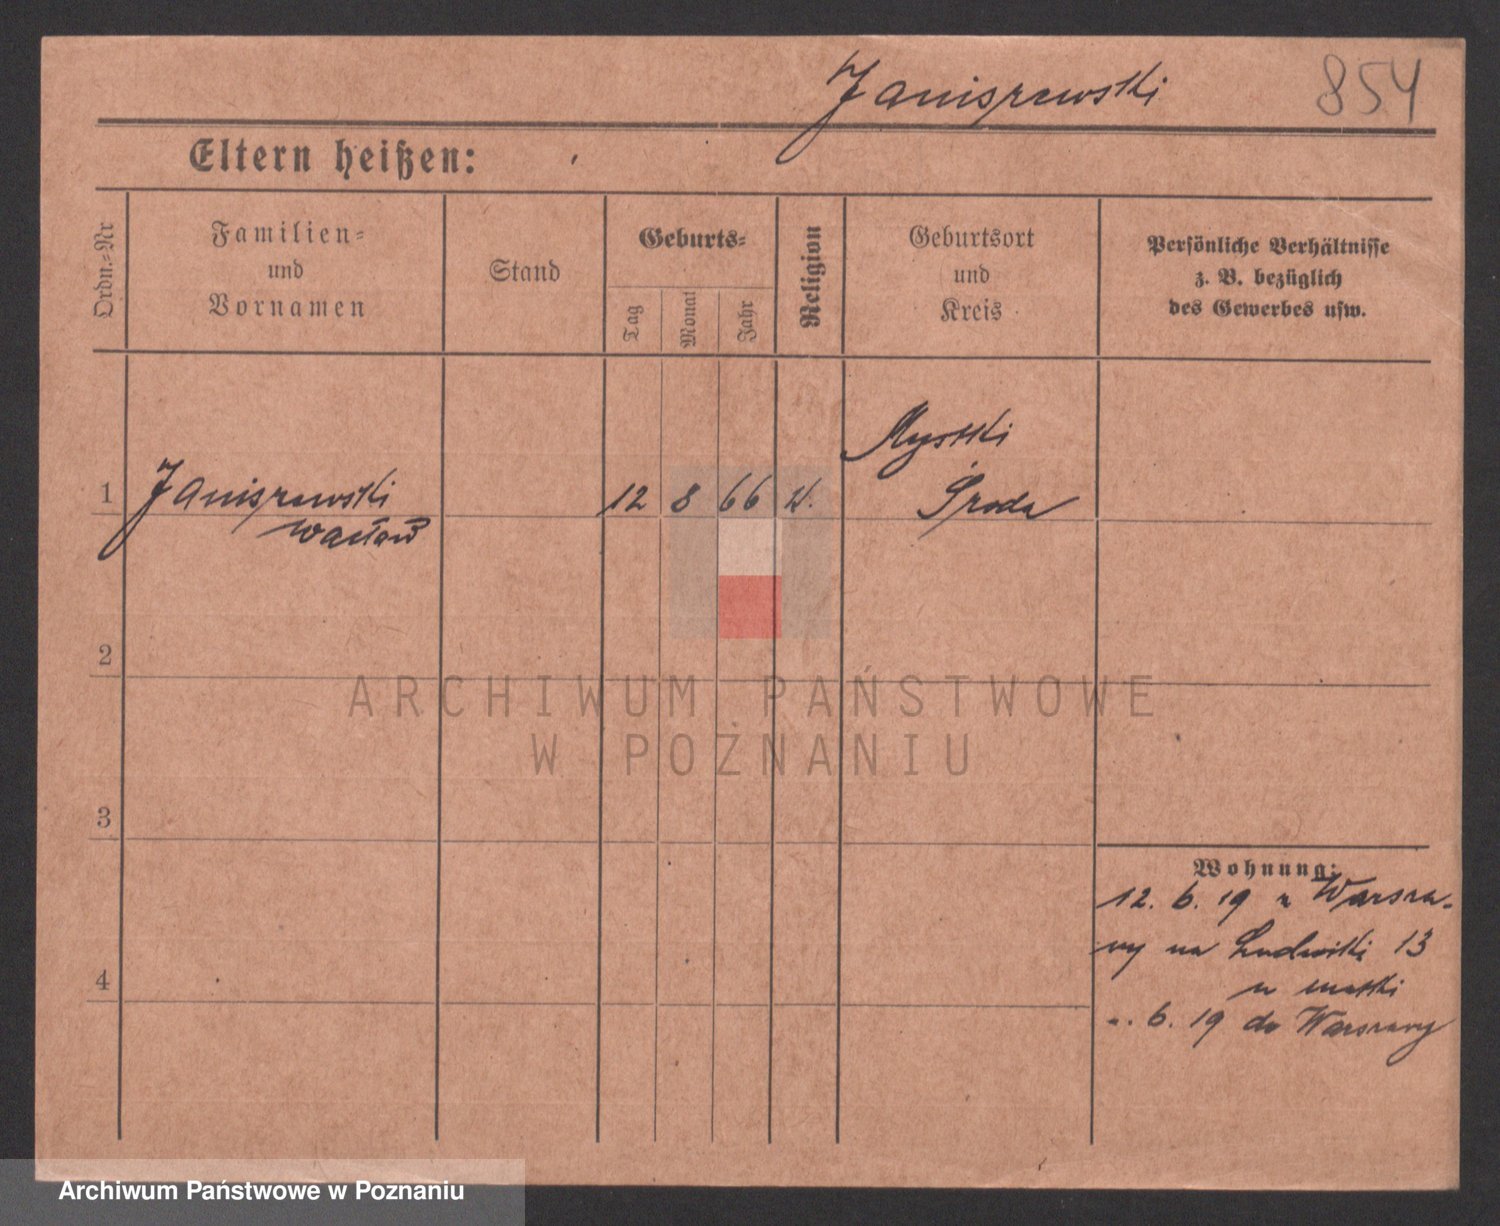 Janiszewski 854
Eltern heißen:
Ordn.-Nr
Familien-
und
Vornamen
Stand
Geburts-
Tag
Monat
Jahr
Religion
Geburtsort
und
Kreis
Persönliche Verhältnisse
z. B. bezüglich
des Gewerbes usw.
Myszki
1 Janiszewski 12 8 66 Środa
Wacław
2
3
4
Wohnung:
12. 6. 19 z Warsza-
wy na Ludwiki 13
u matki
6. 19 do Warszawy
ARCHIWUM PAŃSTWOWE
W POZNANIU
Archiwum Państwowe w Poznaniu